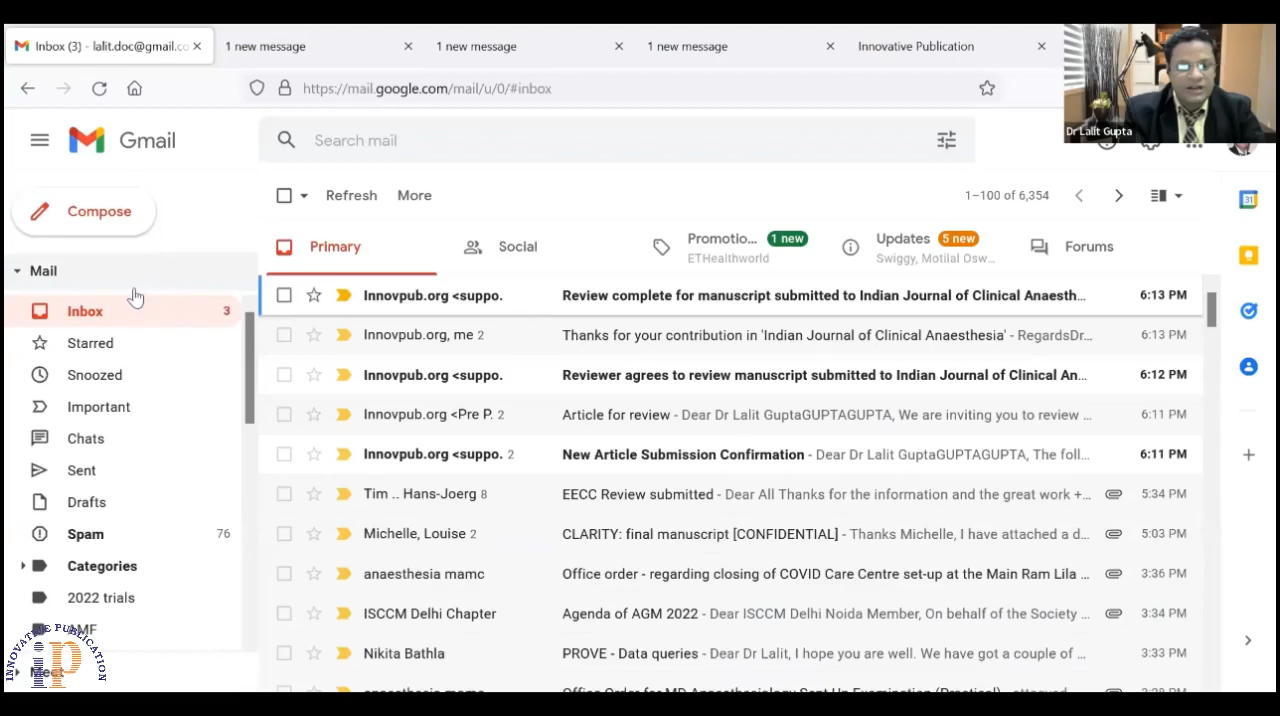 Inbox (3) - lalit.doc@gmail.co
1 new message
1 new message
1 new message
Innovative Publication
https://mail.google.com/mail/u/0/#inbox
Dr Lalit Gupta
Gmail
Search mail
Compose
Refresh More
1–100 of 6,354
Primary
Social
Promotio... 1 new
ETHealthworld
Updates 5 new
Swiggy, Motilal Osw...
Forums
Mail
Inbox 3
Starred
Snoozed
Important
Chats
Sent
Drafts
Spam 76
Categories
2022 trials
AMF
Meet
INNOVATIVE PUBLICATION
ip
31
Innovpub.org <suppo. Review complete for manuscript submitted to Indian Journal of Clinical Anaesth... 6:13 PM
Innovpub.org, me 2 Thanks for your contribution in 'Indian Journal of Clinical Anaesthesia' - RegardsDr... 6:13 PM
Innovpub.org <suppo. Reviewer agrees to review manuscript submitted to Indian Journal of Clinical An... 6:12 PM
Innovpub.org <Pre P. 2 Article for review - Dear Dr Lalit GuptaGUPTAGUPTA, We are inviting you to review ... 6:11 PM
Innovpub.org <suppo. 2 New Article Submission Confirmation - Dear Dr Lalit GuptaGUPTAGUPTA, The foll... 6:11 PM
Tim .. Hans-Joerg 8 EECC Review submitted - Dear All Thanks for the information and the great work +... 5:34 PM
Michelle, Louise 2 CLARITY: final manuscript [CONFIDENTIAL] - Thanks Michelle, I have attached a d... 5:03 PM
anaesthesia mamc Office order - regarding closing of COVID Care Centre set-up at the Main Ram Lila ... 3:36 PM
ISCCM Delhi Chapter Agenda of AGM 2022 - Dear ISCCM Delhi Noida Member, On behalf of the Society ... 3:34 PM
Nikita Bathla PROVE - Data queries - Dear Dr Lalit, I hope you are well. We have got a couple of ... 3:33 PM